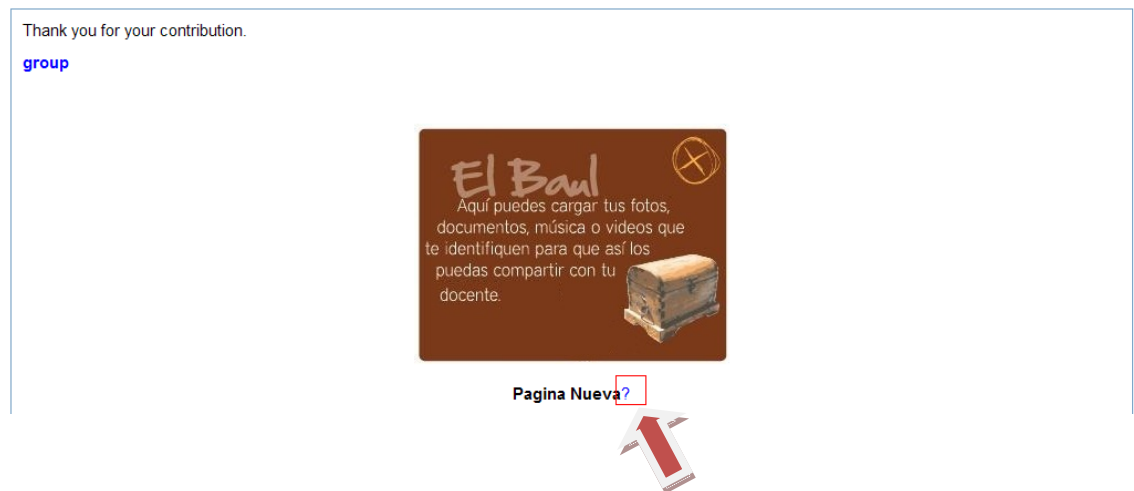 Thank you for your contribution.
group
El Baul
Aquí puedes cargar tus fotos,
documentos, música o videos que
te identifiquen para que así los
puedas compartir con tu
docente.
Pagina Nueva?